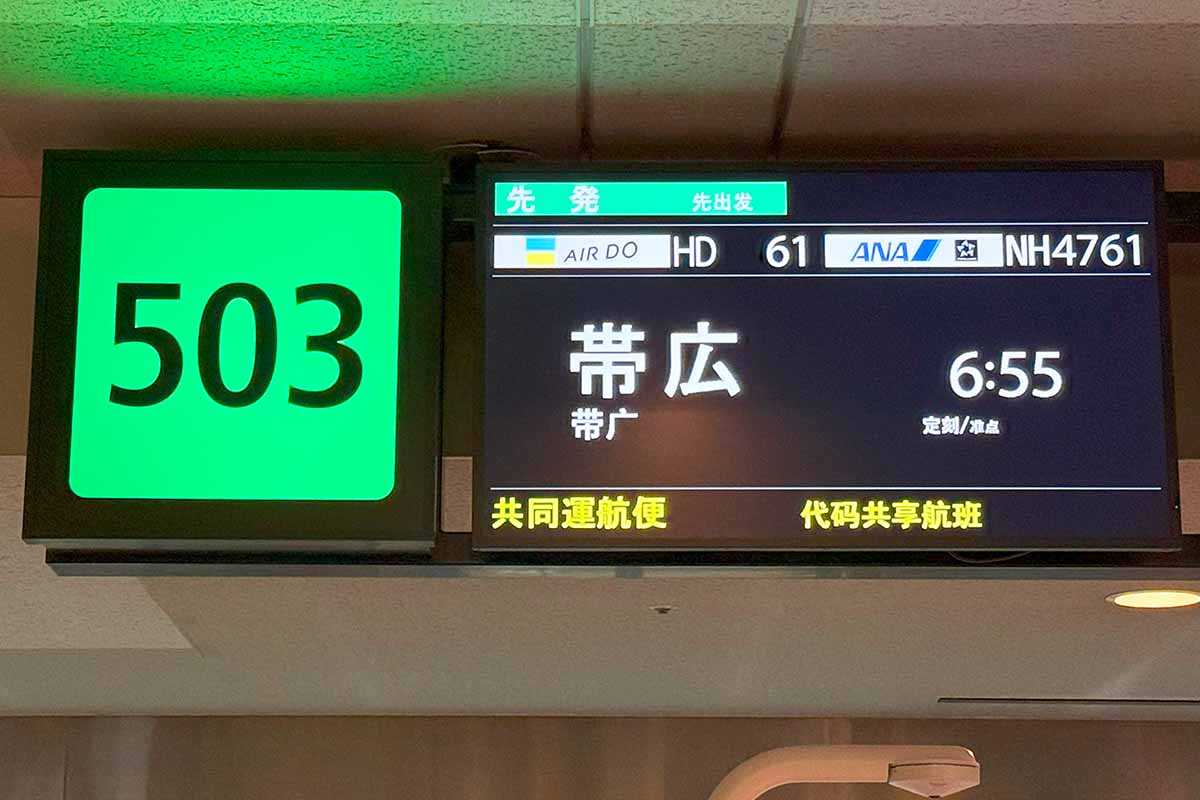 503
先発 先出发
AIR DO HD 61 ANA NH4761
帯広 6:55
带广 定刻/准点
共同運航便 代码共享航班